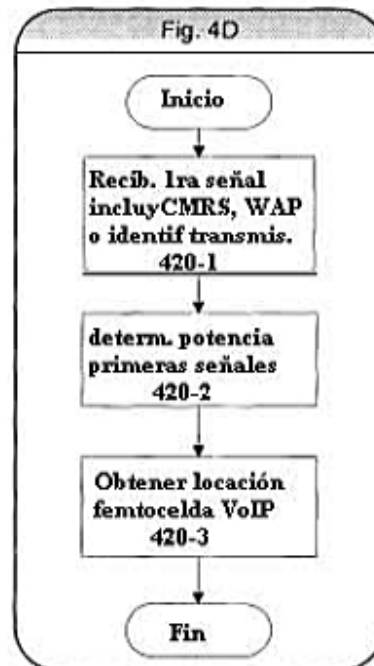 Fig. 4D
Inicio
Recib. 1ra señal
incluyCMRS, WAP
o identif transmis.
420-1
determ. potencia
primeras señales
420-2
Obtener locación
femtocelda VoIP
420-3
Fin